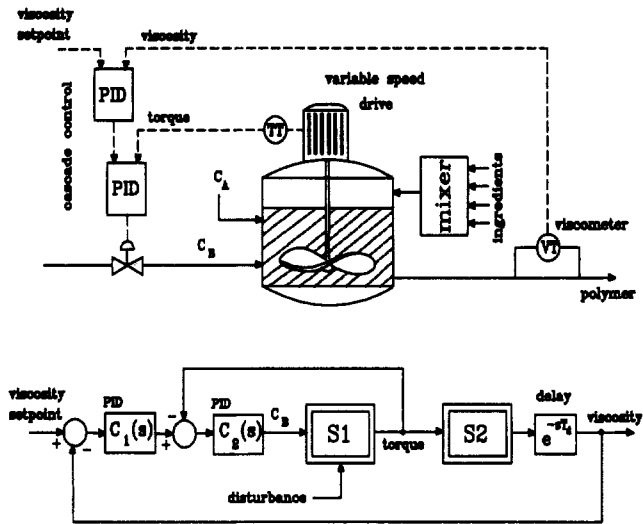 viscosity
setpoint
viscosity
PID
cascade control
torque
TT
variable speed
drive
PID
C_A
mixer
ingredients
C_B
viscometer
VT
polymer
viscosity
setpoint
+
-
PID
C_1(s)
+
-
PID
C_2(s)
C_B
S1
torque
S2
delay
e^{-sT_d}
viscosity
disturbance